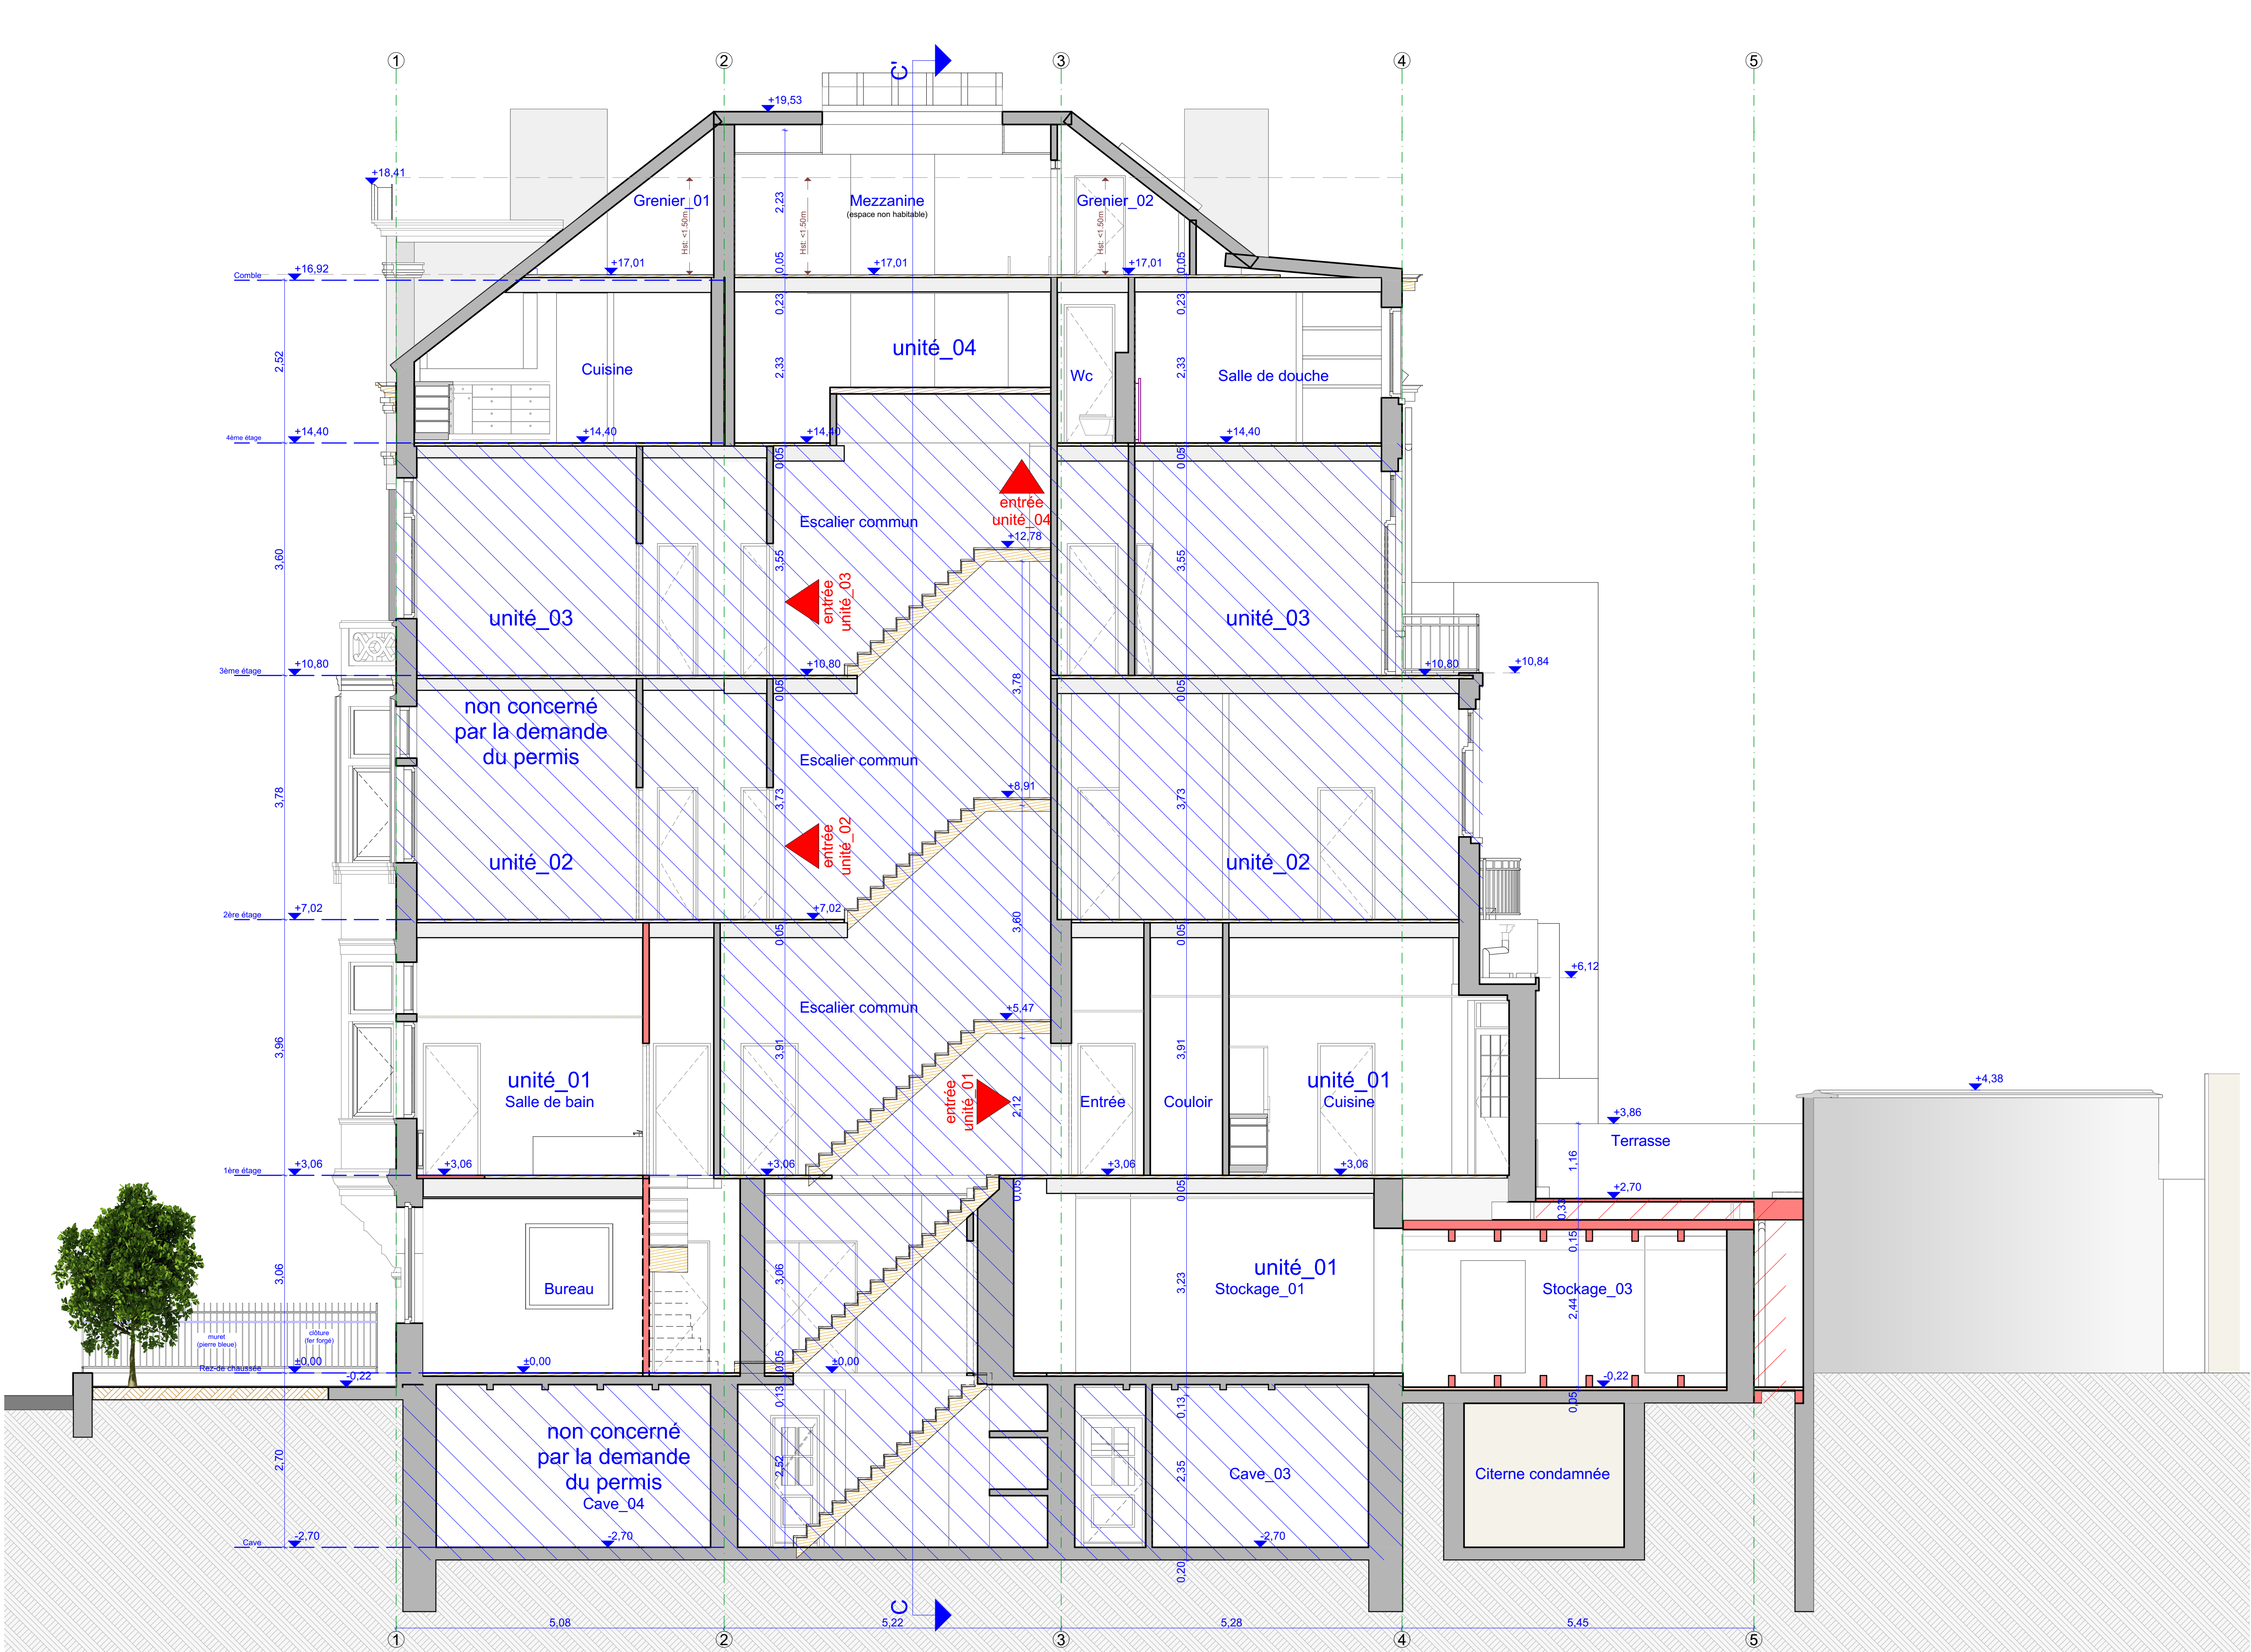 1
2
3
4
5
C'
+19,53
+18,41
Grenier_01
Mezzanine
(espace non habitable)
Grenier_02
Hst: <1.50m
Hst: <1.50m
Hst: <1.50m
2,23
Comble
+16,92
+17,01
+17,01
+17,01
0,05
0,05
0,23
0,23
2,52
2,33
2,33
unité_04
Cuisine
Wc
Salle de douche
4ème étage
+14,40
+14,40
+14,40
+14,40
0,05
0,05
Escalier commun
entrée
unité_04
+12,78
3,60
3,55
3,55
entrée
unité_03
unité_03
unité_03
3ème étage
+10,80
+10,80
+10,80
+10,84
0,05
0,05
3,78
non concerné
par la demande
du permis
Escalier commun
+8,91
3,78
3,73
3,73
entrée
unité_02
unité_02
unité_02
2ère étage
+7,02
+7,02
0,05
0,05
3,60
+6,12
Escalier commun
+5,47
3,96
3,91
3,91
2,12
entrée
unité_01
unité_01
Salle de bain
Entrée
Couloir
unité_01
Cuisine
+4,38
+3,86
Terrasse
1,16
1ère étage
+3,06
+3,06
+3,06
+3,06
+3,06
0,05
0,05
+2,70
0,33
0,15
3,06
3,06
3,23
2,44
Bureau
unité_01
Stockage_01
Stockage_03
muret
(pierre bleue)
clôture
(fer forgé)
Rez-de chaussée
±0,00
±0,00
±0,00
-0,22
-0,22
0,05
0,13
0,13
0,05
non concerné
par la demande
du permis
Cave_04
2,70
2,52
2,35
Cave_03
Citerne condamnée
Cave
-2,70
-2,70
-2,70
0,20
C
5,08
5,22
5,28
5,45
1
2
3
4
5